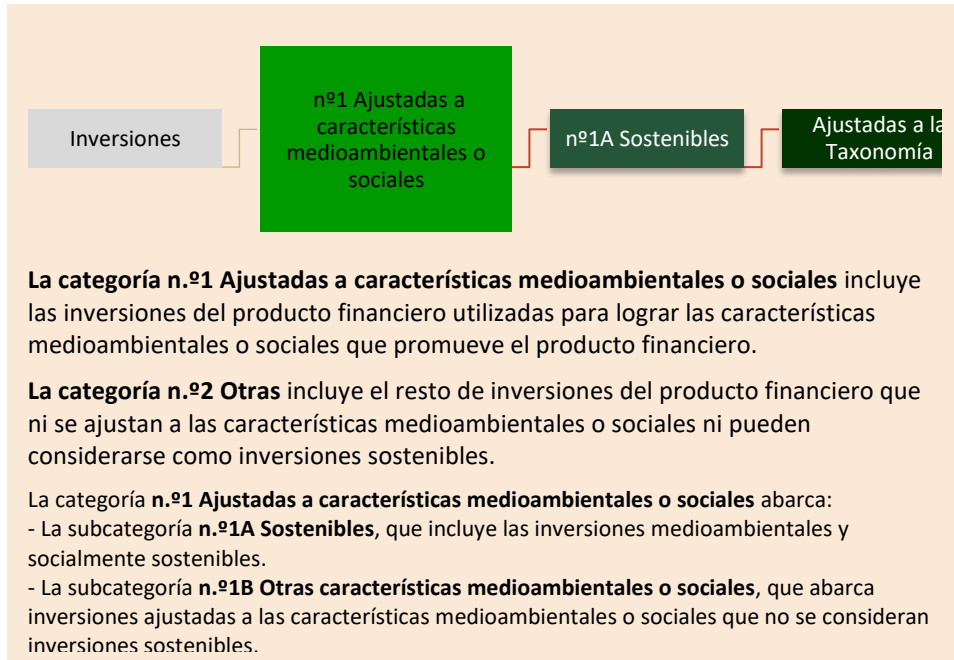 Inversiones
nº1 Ajustadas a
características
medioambientales o
sociales
nº1A Sostenibles
Ajustadas a la
Taxonomía
La categoría n.º1 Ajustadas a características medioambientales o sociales incluye
las inversiones del producto financiero utilizadas para lograr las características
medioambientales o sociales que promueve el producto financiero.
La categoría n.º2 Otras incluye el resto de inversiones del producto financiero que
ni se ajustan a las características medioambientales o sociales ni pueden
considerarse como inversiones sostenibles.
La categoría n.º1 Ajustadas a características medioambientales o sociales abarca:
- La subcategoría n.º1A Sostenibles, que incluye las inversiones medioambientales y
socialmente sostenibles.
- La subcategoría n.º1B Otras características medioambientales o sociales, que abarca
inversiones ajustadas a las características medioambientales o sociales que no se consideran
inversiones sostenibles.